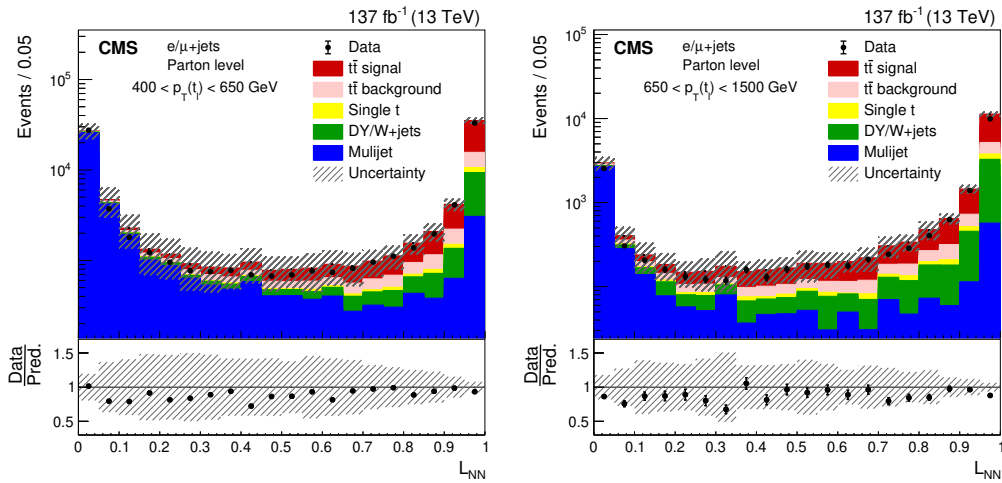 137 fb⁻¹ (13 TeV)
CMS
e/μ+jets
Parton level
400 < p_T(t_l) < 650 GeV
Data
tt̄ signal
tt̄ background
Single t
DY/W+jets
Mulijet
Uncertainty
Events / 0.05
10⁵
10⁴
Data
Pred.
1.5
1
0.5
0 0.1 0.2 0.3 0.4 0.5 0.6 0.7 0.8 0.9 1
L_NN
137 fb⁻¹ (13 TeV)
CMS
e/μ+jets
Parton level
650 < p_T(t_l) < 1500 GeV
Data
tt̄ signal
tt̄ background
Single t
DY/W+jets
Mulijet
Uncertainty
Events / 0.05
10⁵
10⁴
10³
Data
Pred.
1.5
1
0.5
0 0.1 0.2 0.3 0.4 0.5 0.6 0.7 0.8 0.9 1
L_NN